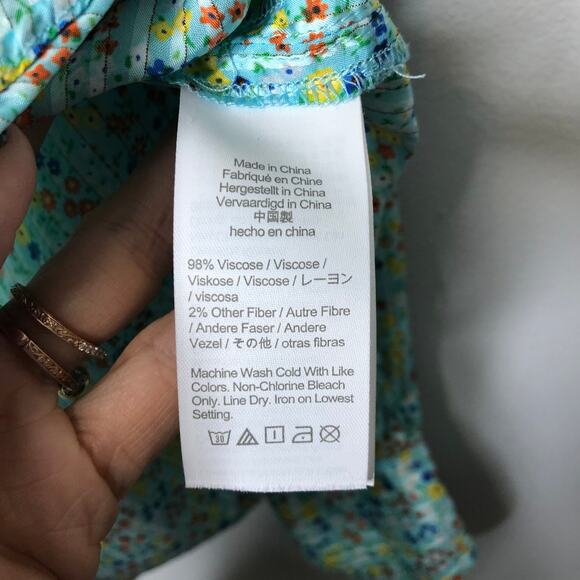 Made in China
Fabriqué en Chine
Hergestellt in China
Vervaardigd in China
中国製
hecho en china
98% Viscose / Viscose /
Viskose / Viscose / レーヨン
/ viscosa
2% Other Fiber / Autre Fibre
/ Andere Faser / Andere
Vezel / その他 / otras fibras
Machine Wash Cold With Like
Colors. Non-Chlorine Bleach
Only. Line Dry. Iron on Lowest
Setting.
30